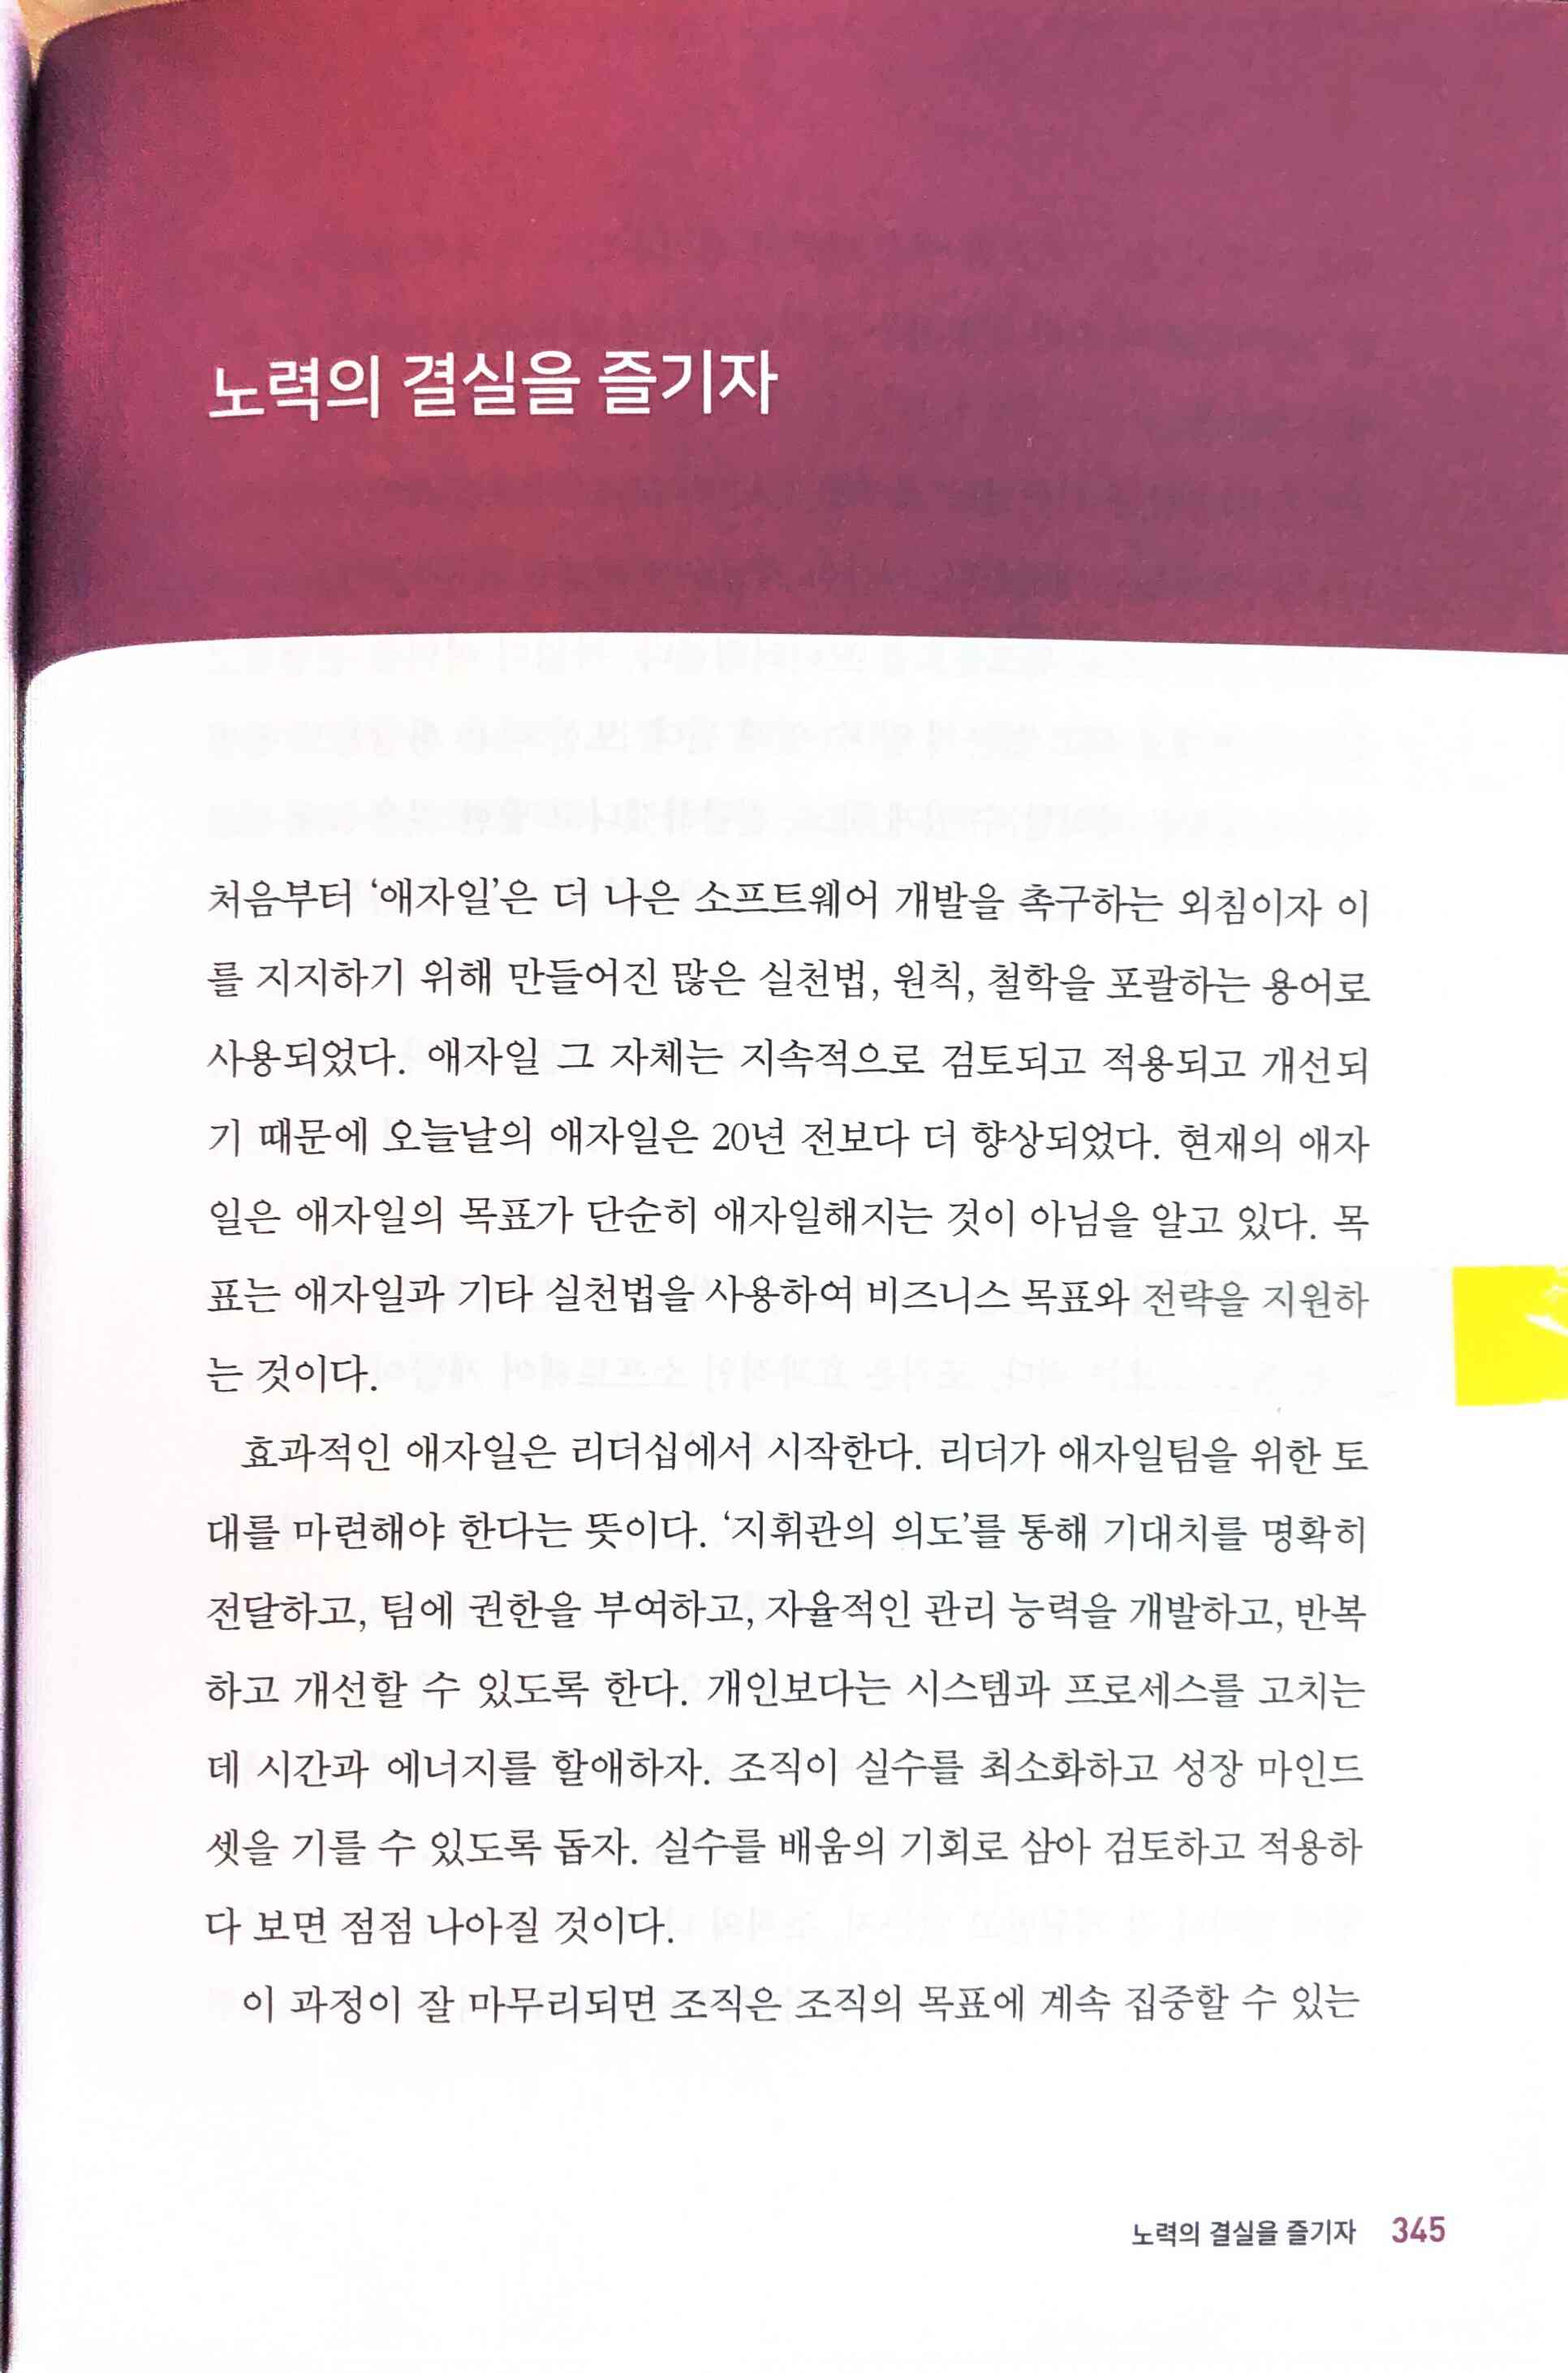 노력의 결실을 즐기자
처음부터 ‘애자일’은 더 나은 소프트웨어 개발을 촉구하는 외침이자 이
를 지지하기 위해 만들어진 많은 실천법, 원칙, 철학을 포괄하는 용어로
사용되었다. 애자일 그 자체는 지속적으로 검토되고 적용되고 개선되
기 때문에 오늘날의 애자일은 20년 전보다 더 향상되었다. 현재의 애자
일은 애자일의 목표가 단순히 애자일해지는 것이 아님을 알고 있다. 목
표는 애자일과 기타 실천법을 사용하여 비즈니스 목표와 전략을 지원하
는 것이다.
효과적인 애자일은 리더십에서 시작한다. 리더가 애자일팀을 위한 토
대를 마련해야 한다는 뜻이다. ‘지휘관의 의도’를 통해 기대치를 명확히
전달하고, 팀에 권한을 부여하고, 자율적인 관리 능력을 개발하고, 반복
하고 개선할 수 있도록 한다. 개인보다는 시스템과 프로세스를 고치는
데 시간과 에너지를 할애하자. 조직이 실수를 최소화하고 성장 마인드
셋을 기를 수 있도록 돕자. 실수를 배움의 기회로 삼아 검토하고 적용하
다 보면 점점 나아질 것이다.
이 과정이 잘 마무리되면 조직은 조직의 목표에 계속 집중할 수 있는
노력의 결실을 즐기자 345